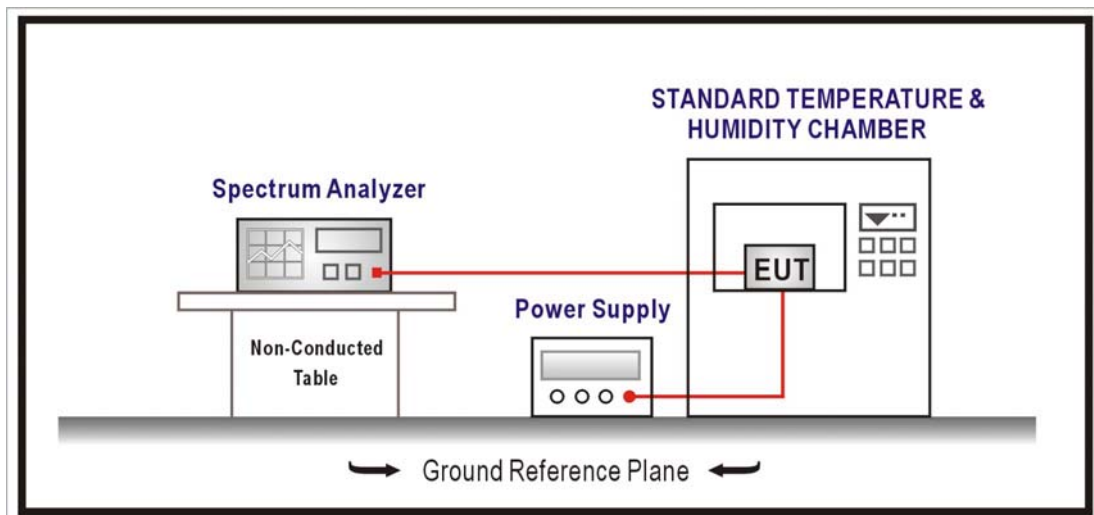 STANDARD TEMPERATURE &
HUMIDITY CHAMBER
Spectrum Analyzer
EUT
Power Supply
Non-Conducted
Table
Ground Reference Plane